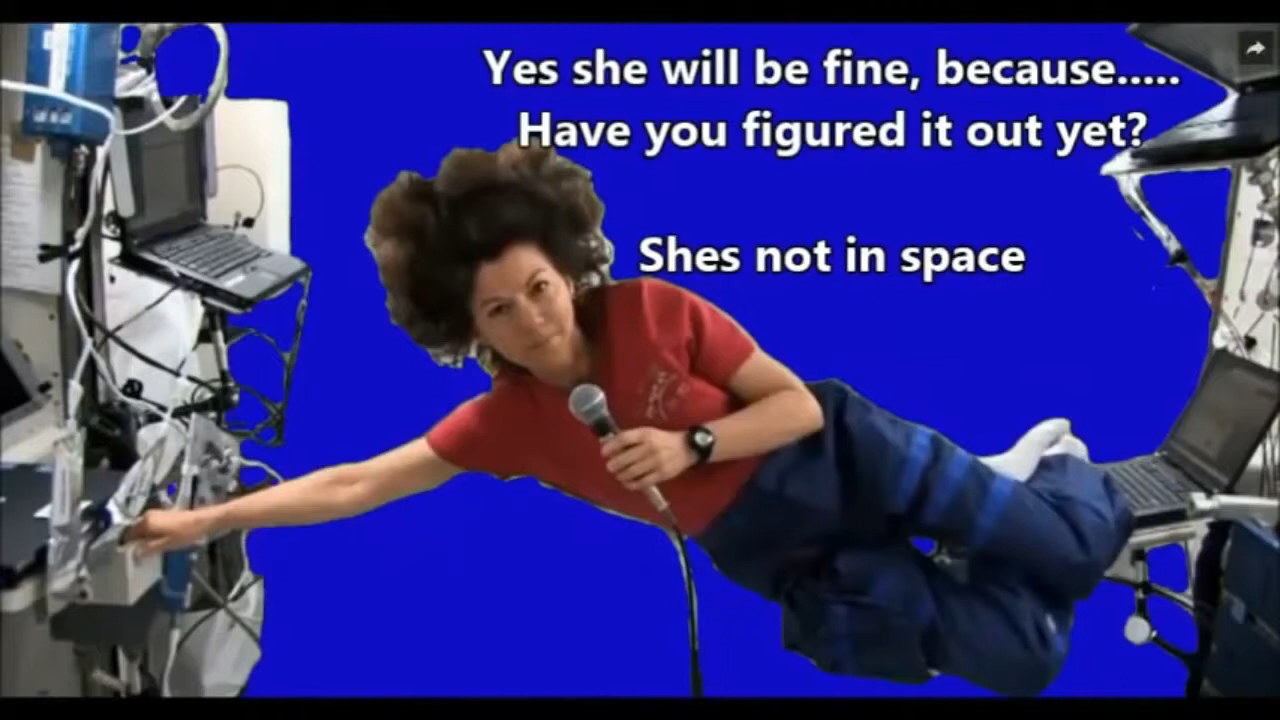 Yes she will be fine, because.....
Have you figured it out yet?
Shes not in space